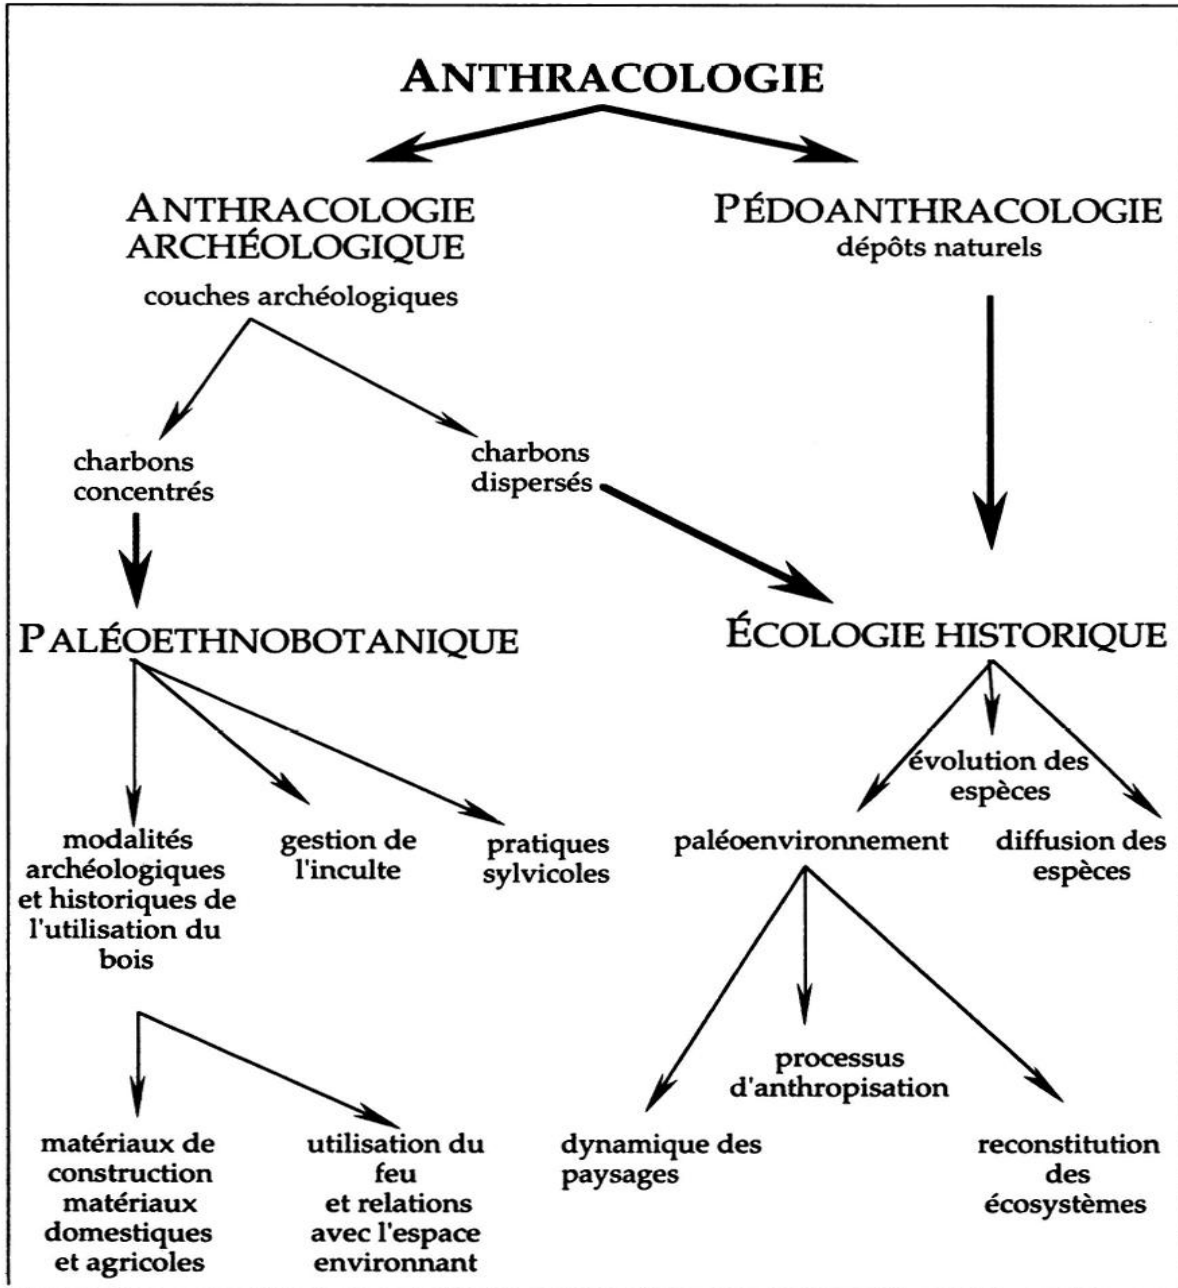 ANTHRACOLOGIE
ANTHRACOLOGIE
ARCHÉOLOGIQUE
couches archéologiques
PÉDOANTHRACOLOGIE
dépôts naturels
charbons
concentrés
charbons
dispersés
PALÉOETHNOBOTANIQUE
ÉCOLOGIE HISTORIQUE
modalités
archéologiques
et historiques de
l'utilisation du
bois
gestion de
l'inculte
pratiques
sylvicoles
évolution des
espèces
paléoenvironnement
diffusion des
espèces
matériaux de
construction
matériaux
domestiques
et agricoles
utilisation du
feu
et relations
avec l'espace
environnant
processus
d'anthropisation
dynamique des
paysages
reconstitution
des
écosystèmes